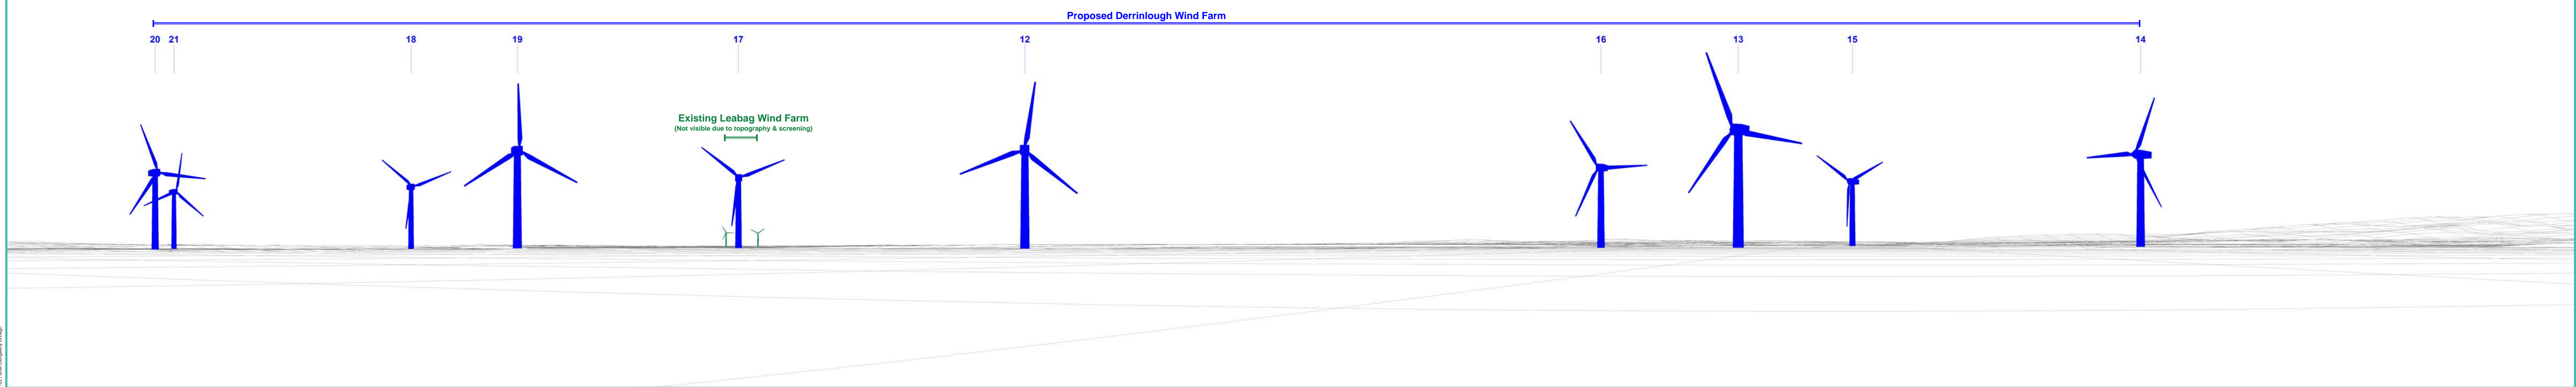 Proposed Derrinlough Wind Farm
20 21 18 19 17 12 16 13 15 14
Existing Leabag Wind Farm
(Not visible due to topography & screening)